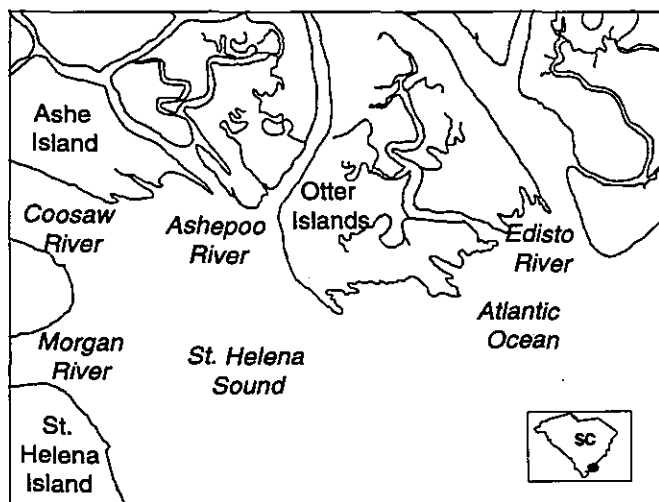 Ashe
Island
Coosaw
River
Ashepoo
River
Otter
Islands
Edisto
River
Atlantic
Ocean
Morgan
River
St. Helena
Sound
St.
Helena
Island
SC